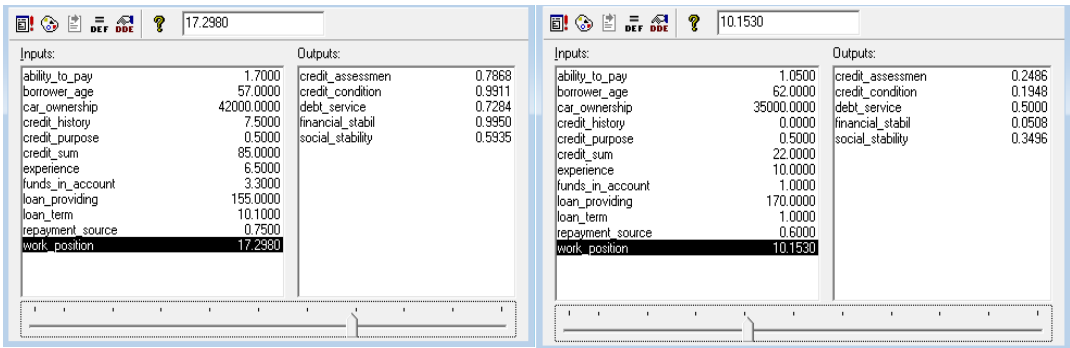 DEF DDE ? 17.2980
Inputs: Outputs:
ability_to_pay 1.7000 credit_assessmen 0.7868
borrower_age 57.0000 credit_condition 0.9911
car_ownership 42000.0000 debt_service 0.7284
credit_history 7.5000 financial_stabil 0.9950
credit_purpose 0.5000 social_stability 0.5935
credit_sum 85.0000
experience 6.5000
funds_in_account 3.3000
loan_providing 155.0000
loan_term 10.1000
repayment_source 0.7500
work_position 17.2980
DEF DDE ? 10.1530
Inputs: Outputs:
ability_to_pay 1.0500 credit_assessmen 0.2486
borrower_age 62.0000 credit_condition 0.1948
car_ownership 35000.0000 debt_service 0.5000
credit_history 0.0000 financial_stabil 0.0508
credit_purpose 0.5000 social_stability 0.3496
credit_sum 22.0000
experience 10.0000
funds_in_account 1.0000
loan_providing 170.0000
loan_term 1.0000
repayment_source 0.6000
work_position 10.1530